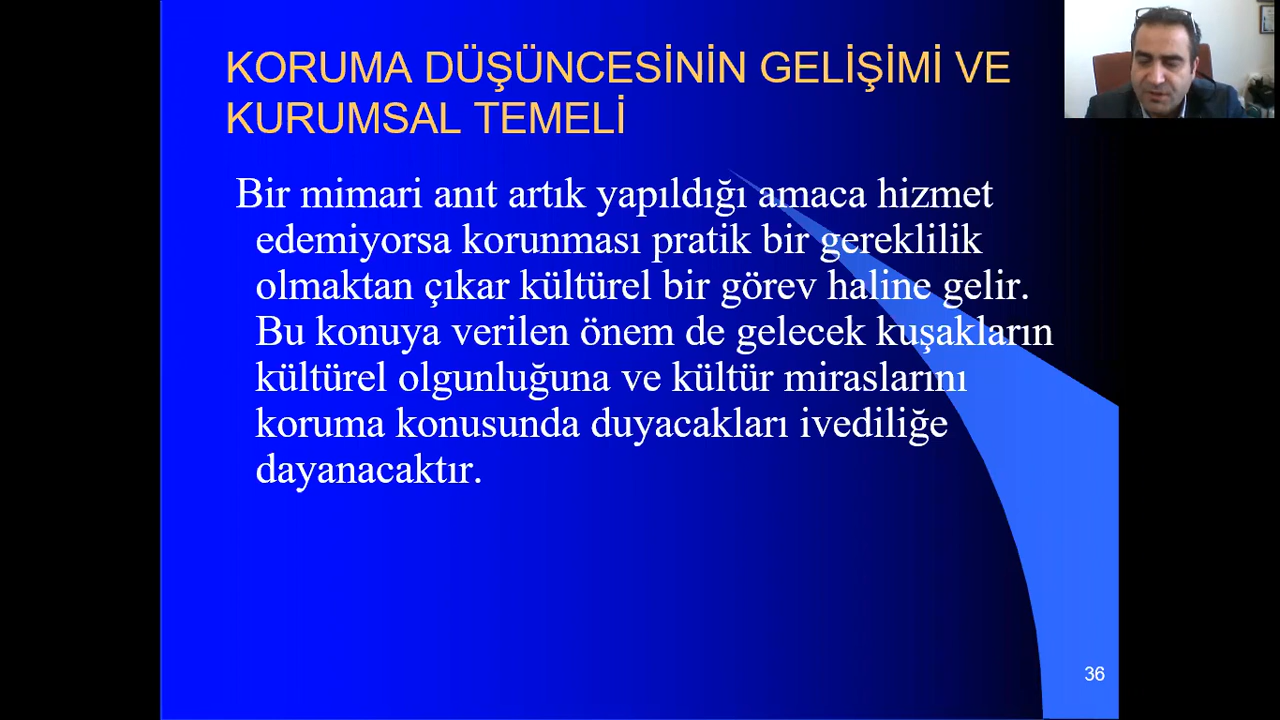 KORUMA DÜŞÜNCESİNİN GELİŞİMİ VE
KURUMSAL TEMELİ
Bir mimari anıt artık yapıldığı amaca hizmet
edemiyorsa korunması pratik bir gereklilik
olmaktan çıkar kültürel bir görev haline gelir.
Bu konuya verilen önem de gelecek kuşakların
kültürel olgunluğuna ve kültür miraslarını
koruma konusunda duyacakları ivediliğe
dayanacaktır.
36